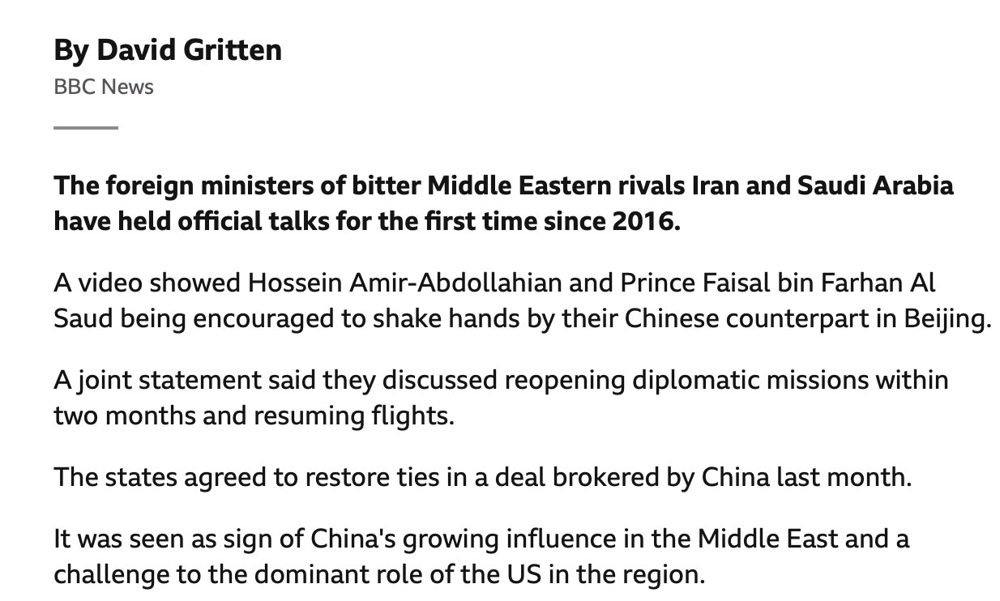 By David Gritten
BBC News
The foreign ministers of bitter Middle Eastern rivals Iran and Saudi Arabia
have held official talks for the first time since 2016.
A video showed Hossein Amir-Abdollahian and Prince Faisal bin Farhan Al
Saud being encouraged to shake hands by their Chinese counterpart in Beijing.
A joint statement said they discussed reopening diplomatic missions within
two months and resuming flights.
The states agreed to restore ties in a deal brokered by China last month.
It was seen as sign of China's growing influence in the Middle East and a
challenge to the dominant role of the US in the region.